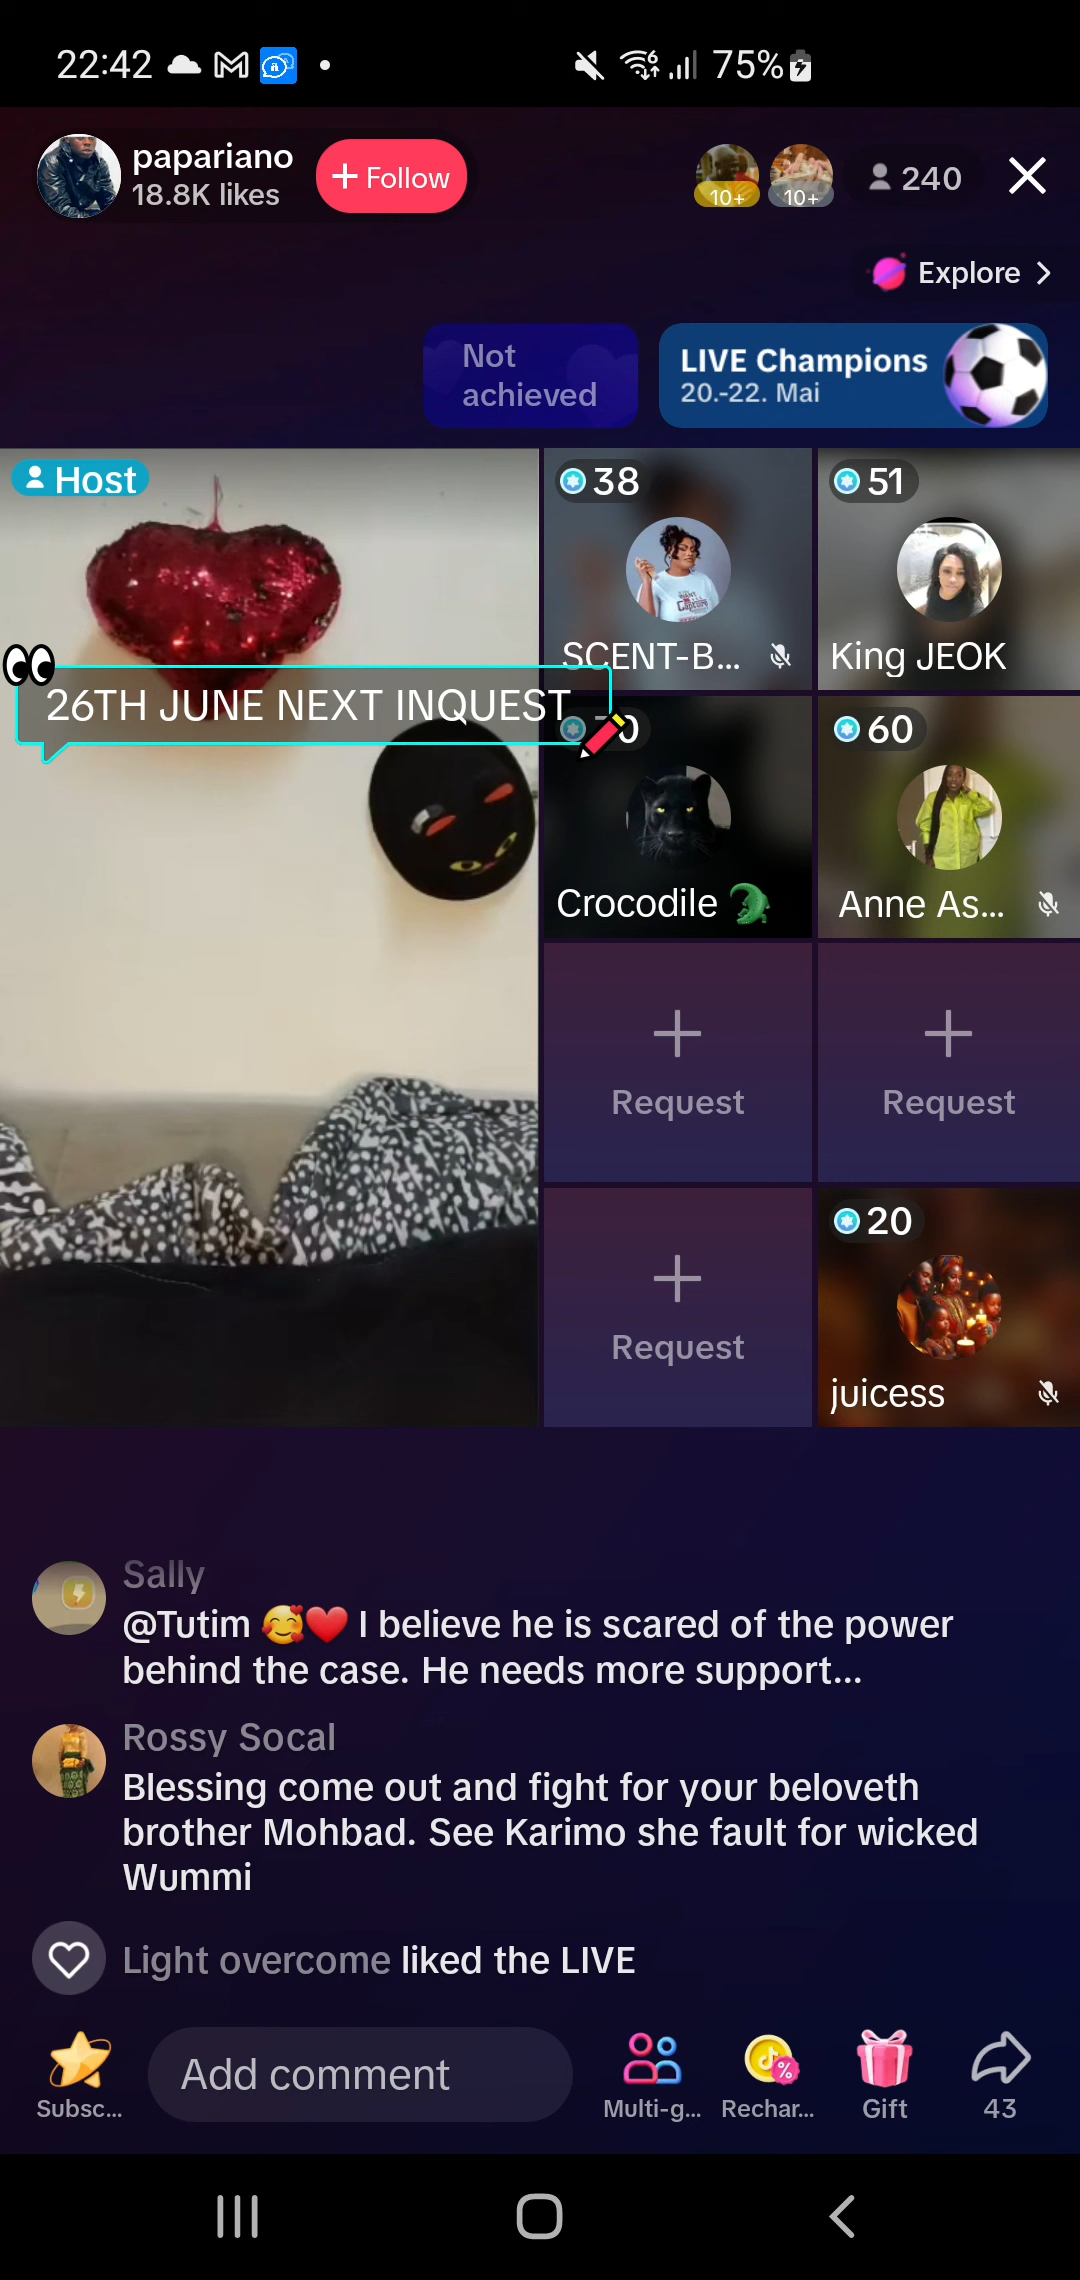 22:42
75%
papariano
18.8K likes
+ Follow
10+
10+
240
Explore
Not
achieved
LIVE Champions
20.-22. Mai
Host
38
51
SCENT-B...
King JEOK
26TH JUNE NEXT INQUEST
60
Crocodile 🐊
Anne As...
Request
Request
Request
20
juicess
Sally
@Tutim 🥰❤️ I believe he is scared of the power
behind the case. He needs more support...
Rossy Socal
Blessing come out and fight for your beloveth
brother Mohbad. See Karimo she fault for wicked
Wummi
Light overcome liked the LIVE
Subsc...
Add comment
Multi-g...
Rechar...
Gift
43